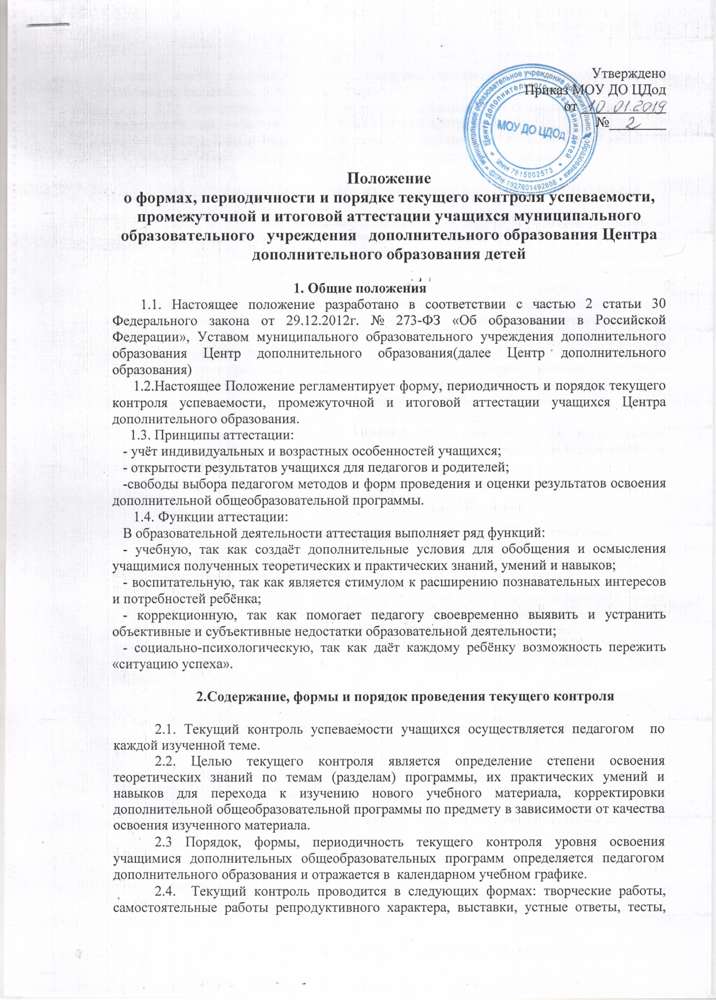 Утверждено
Приказ МОУ ДО ЦДод
от 10.01.2019
№ 2
муниципальное образовательное учреждение дополнительного образования * ОГРН 1027601492806 *
Центр дополнительного образования детей * ИНН 7615002573 *
МОУ ДО ЦДОд
Положение
о формах, периодичности и порядке текущего контроля успеваемости,
промежуточной и итоговой аттестации учащихся муниципального
образовательного учреждения дополнительного образования Центра
дополнительного образования детей
1. Общие положения
1.1. Настоящее положение разработано в соответствии с частью 2 статьи 30
Федерального закона от 29.12.2012г. № 273-ФЗ «Об образовании в Российской
Федерации», Уставом муниципального образовательного учреждения дополнительного
образования Центр дополнительного образования(далее Центр дополнительного
образования)
1.2.Настоящее Положение регламентирует форму, периодичность и порядок текущего
контроля успеваемости, промежуточной и итоговой аттестации учащихся Центра
дополнительного образования.
1.3. Принципы аттестации:
- учёт индивидуальных и возрастных особенностей учащихся;
- открытости результатов учащихся для педагогов и родителей;
-свободы выбора педагогом методов и форм проведения и оценки результатов освоения
дополнительной общеобразовательной программы.
1.4. Функции аттестации:
В образовательной деятельности аттестация выполняет ряд функций:
- учебную, так как создаёт дополнительные условия для обобщения и осмысления
учащимися полученных теоретических и практических знаний, умений и навыков;
- воспитательную, так как является стимулом к расширению познавательных интересов
и потребностей ребёнка;
- коррекционную, так как помогает педагогу своевременно выявить и устранить
объективные и субъективные недостатки образовательной деятельности;
- социально-психологическую, так как даёт каждому ребёнку возможность пережить
«ситуацию успеха».
2.Содержание, формы и порядок проведения текущего контроля
2.1. Текущий контроль успеваемости учащихся осуществляется педагогом по
каждой изученной теме.
2.2. Целью текущего контроля является определение степени освоения
теоретических знаний по темам (разделам) программы, их практических умений и
навыков для перехода к изучению нового учебного материала, корректировки
дополнительной общеобразовательной программы по предмету в зависимости от качества
освоения изученного материала.
2.3 Порядок, формы, периодичность текущего контроля уровня освоения
учащимися дополнительных общеобразовательных программ определяется педагогом
дополнительного образования и отражается в календарном учебном графике.
2.4. Текущий контроль проводится в следующих формах: творческие работы,
самостоятельные работы репродуктивного характера, выставки, устные ответы, тесты,